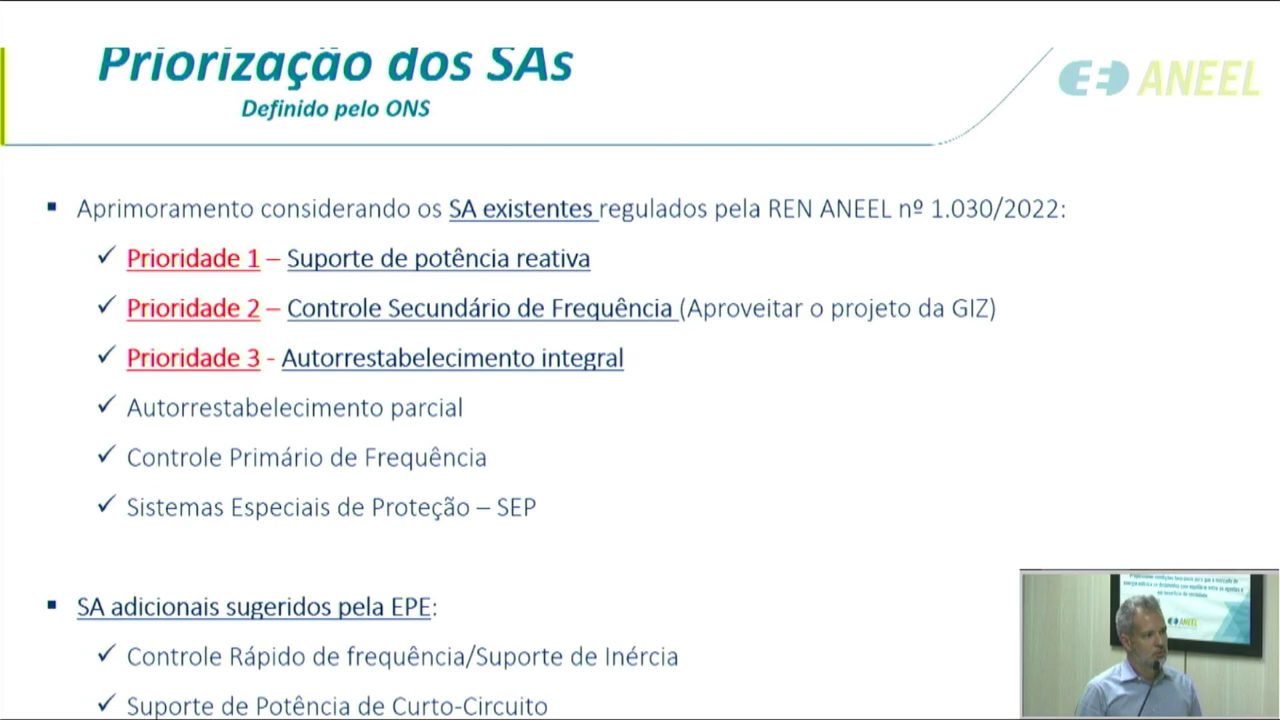 Priorização dos SAs
Definido pelo ONS
ANEEL
Aprimoramento considerando os SA existentes regulados pela REN ANEEL nº 1.030/2022:
Prioridade 1 – Suporte de potência reativa
Prioridade 2 – Controle Secundário de Frequência (Aproveitar o projeto da GIZ)
Prioridade 3 - Autorrestabelecimento integral
Autorrestabelecimento parcial
Controle Primário de Frequência
Sistemas Especiais de Proteção – SEP
SA adicionais sugeridos pela EPE:
Controle Rápido de frequência/Suporte de Inércia
Suporte de Potência de Curto-Circuito
ANEEL